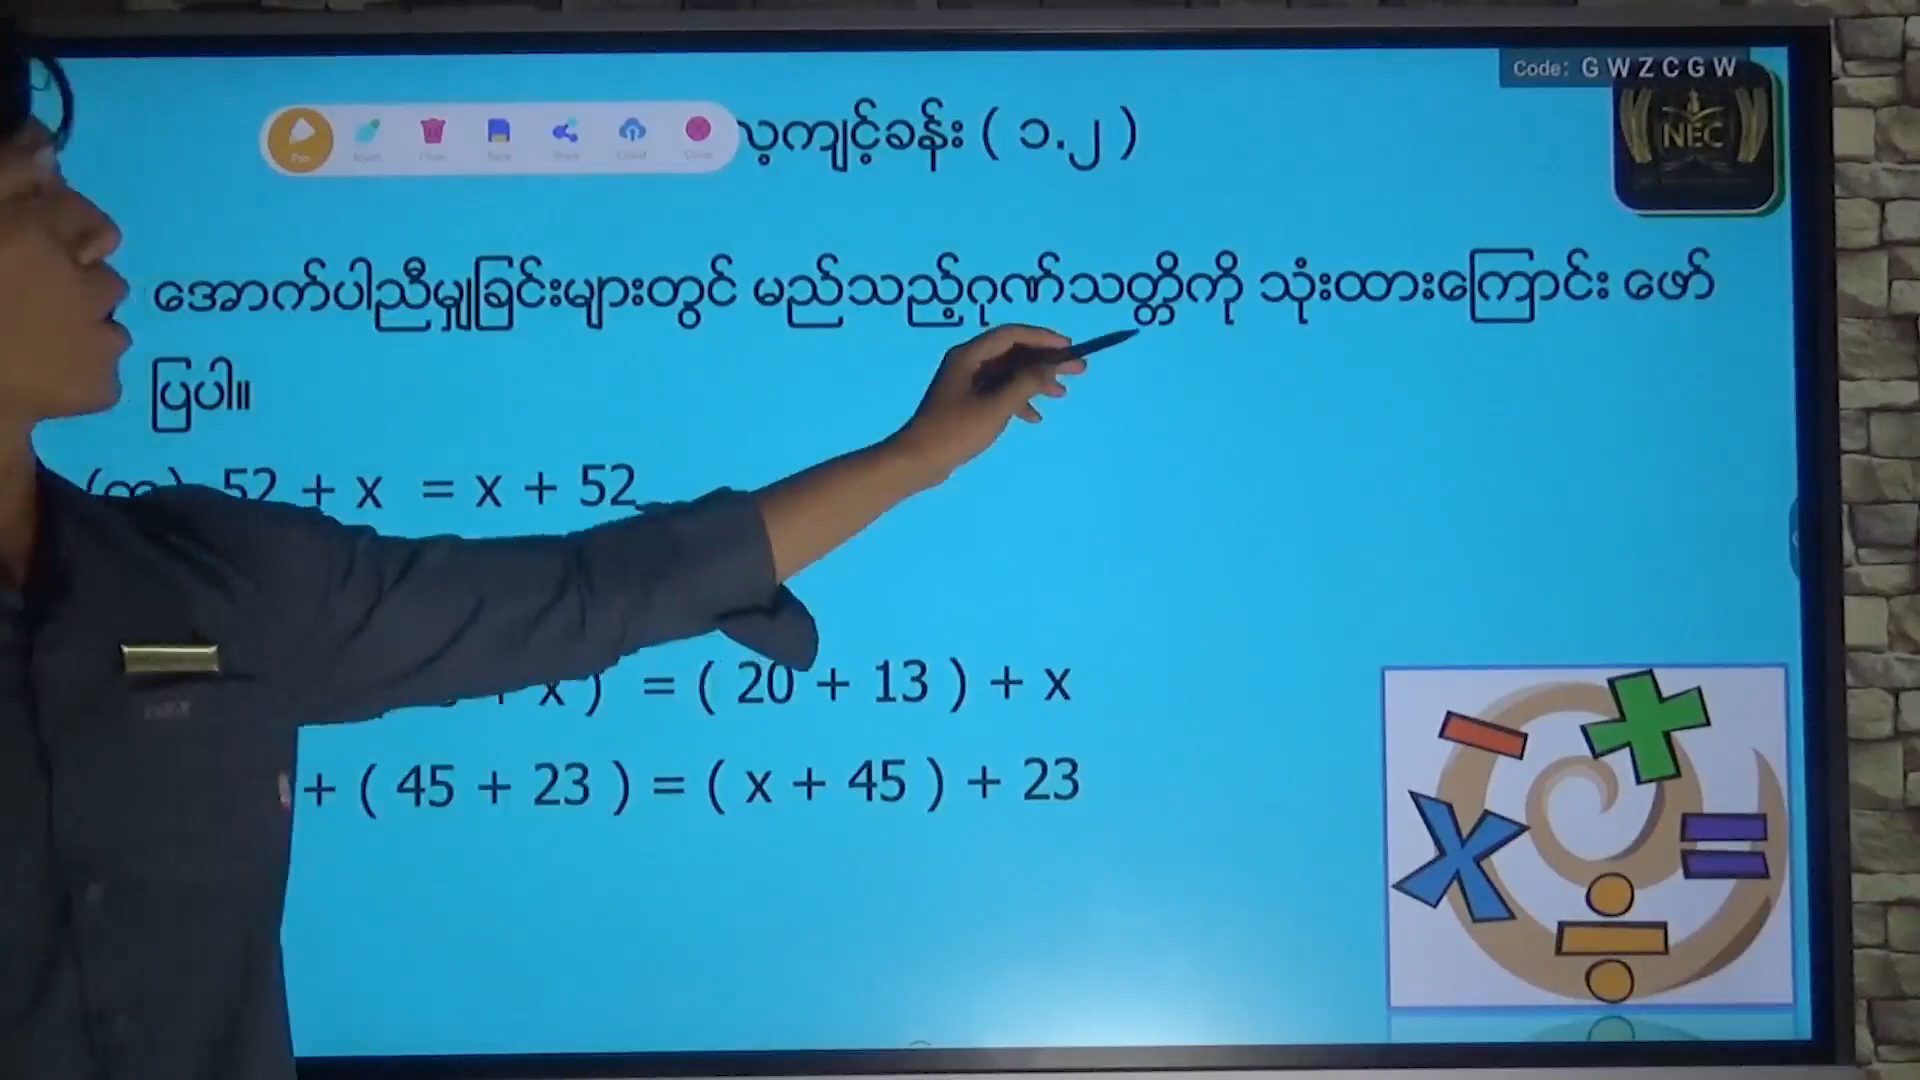 Code: GWZCGW
NEC
လ့ကျင့်ခန်း ( ၁.၂ )
အောက်ပါညီမျှခြင်းများတွင် မည်သည့်ဂုဏ်သတ္တိကို သုံးထားကြောင်း ဖော်
ပြပါ။
52 + x = x + 52
x ) = ( 20 + 13 ) + x
+ ( 45 + 23 ) = ( x + 45 ) + 23